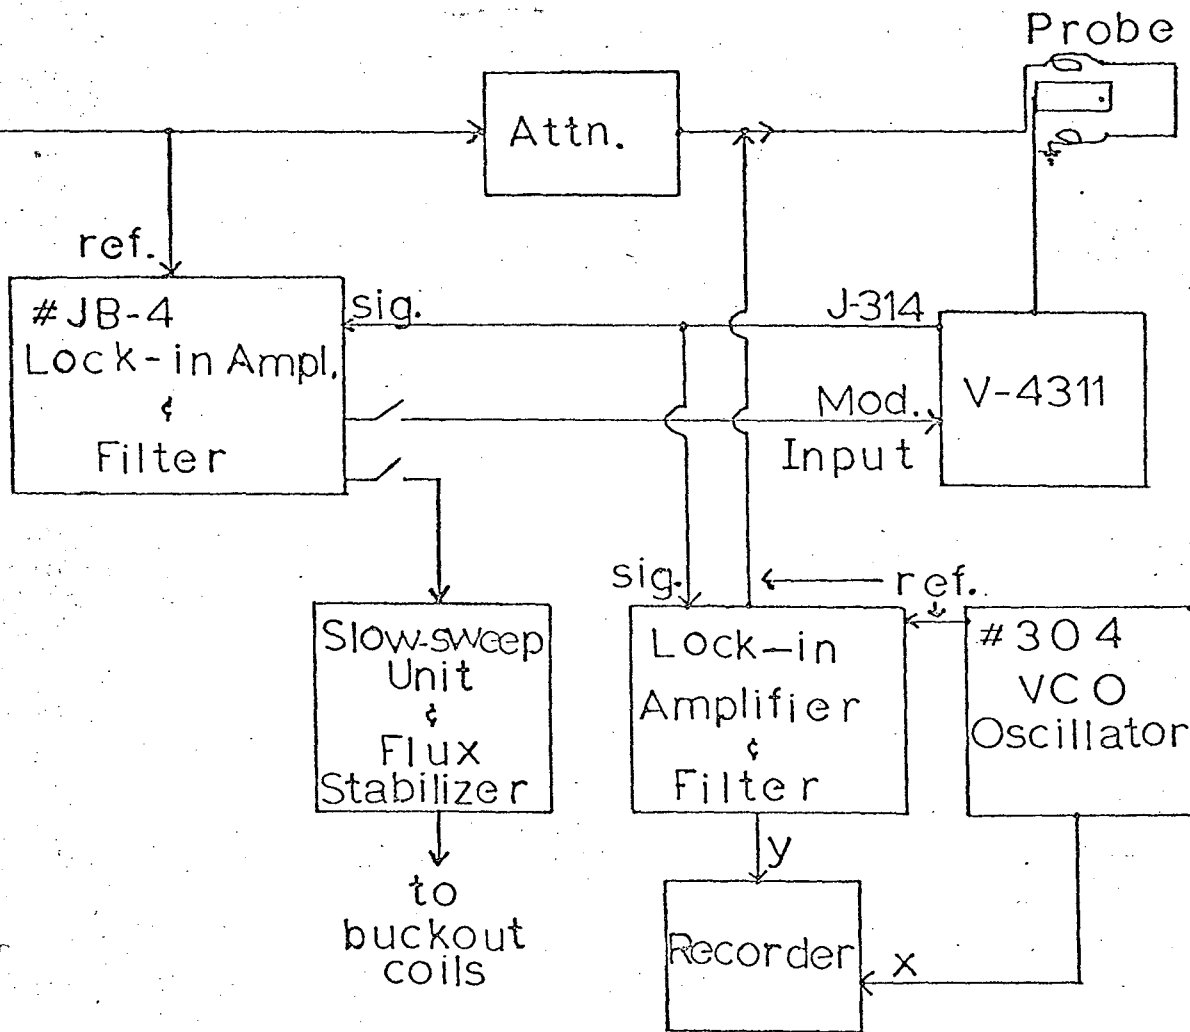 Probe
Attn.
ref.
#JB-4
Lock-in Ampl.
&
Filter
sig.
J-314
V-4311
Mod.
Input
sig.
ref.
Slow-sweep
Unit
&
Flux
Stabilizer
Lock-in
Amplifier
&
Filter
#304
VCO
Oscillator
y
to
buckout
coils
Recorder
x